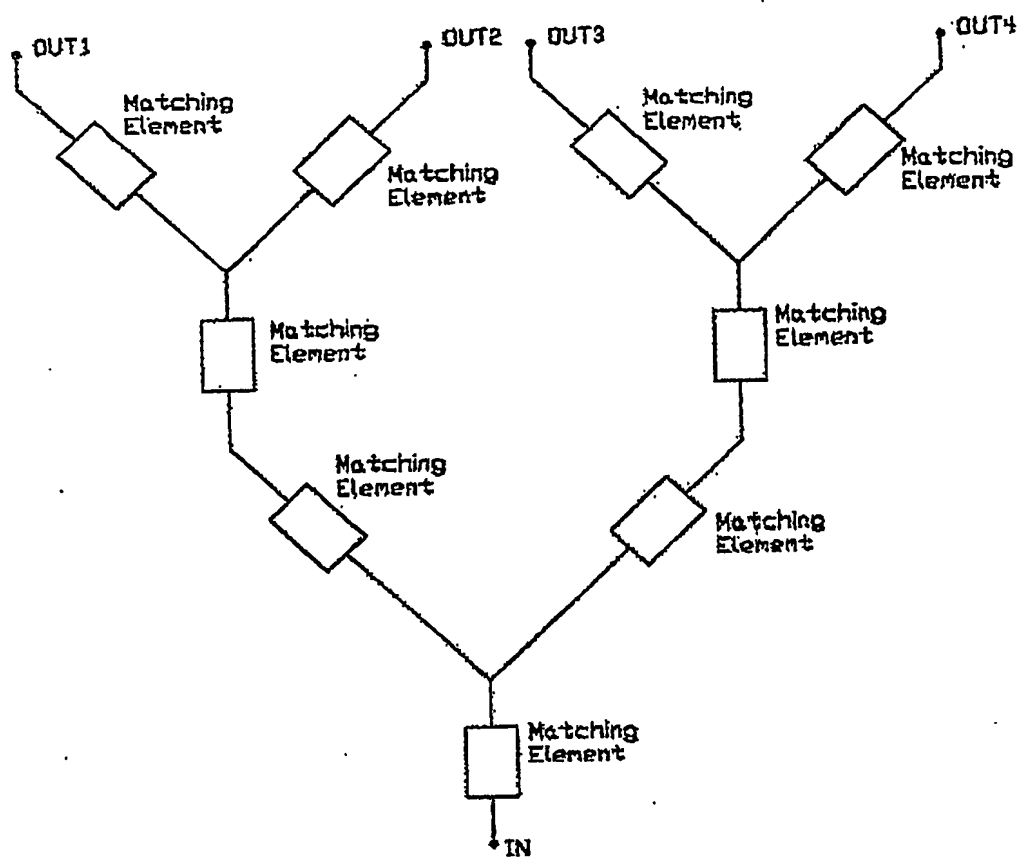 OUT1
OUT2
OUT3
OUT4
Matching
Element
Matching
Element
Matching
Element
Matching
Element
Matching
Element
Matching
Element
Matching
Element
Matching
Element
Matching
Element
IN